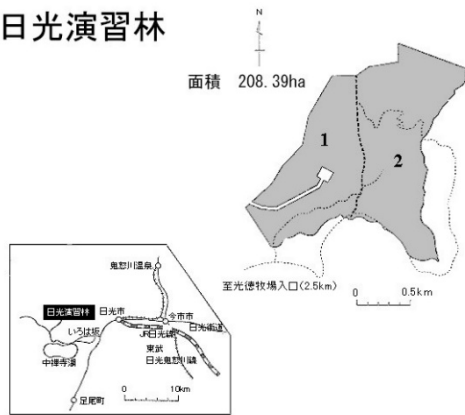 日光演習林
N
面積 208.39ha
1
2
至光徳牧場入口(2.5km)
0 0.5km
鬼怒川温泉
日光演習林
日光市
今市市
いろは坂
日光街道
JR日光線
中禅寺湖
東武
日光鬼怒川線
0 10km
足尾町